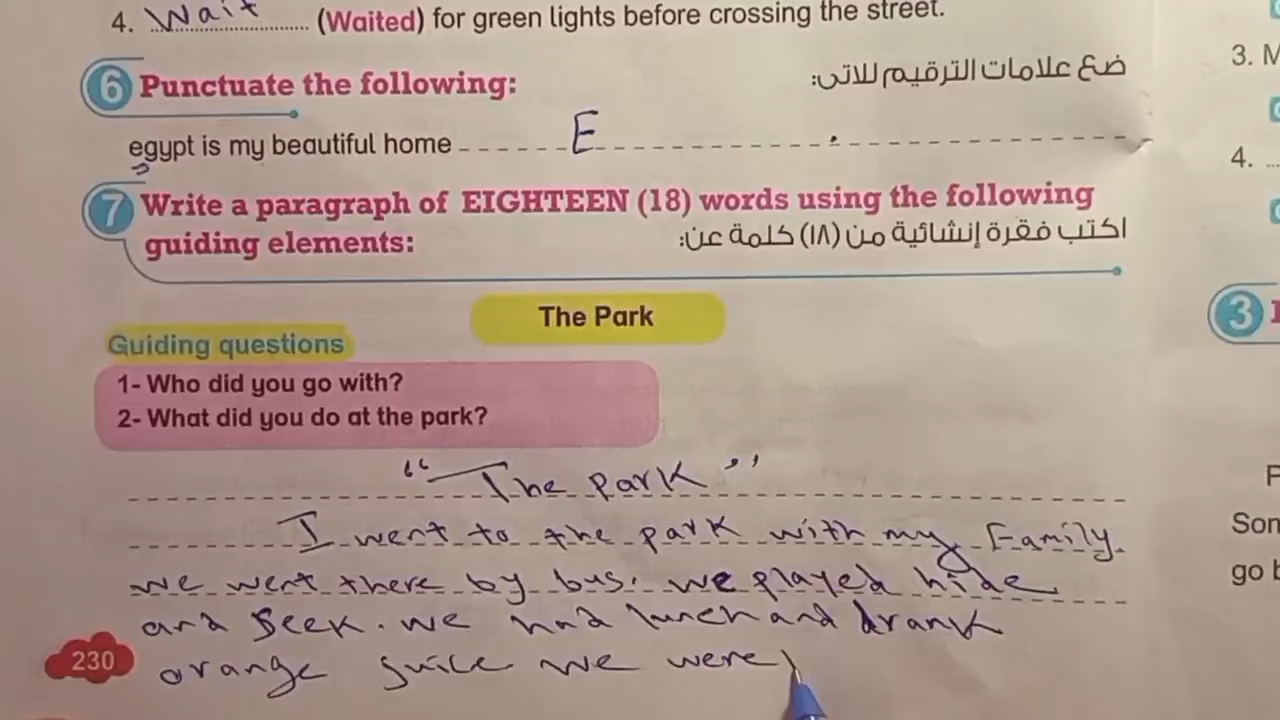 4. Wait (Waited) for green lights before crossing the street.
6 Punctuate the following: ضع علامات الترقيم للاتى:
egypt is my beautiful home E .
7 Write a paragraph of EIGHTEEN (18) words using the following
guiding elements: اكتب فقرة إنشائية من (١٨) كلمة عن:
The Park
Guiding questions
1- Who did you go with?
2- What did you do at the park?
“ The park ”
I went to the park with my Family.
we went there by bus. we played hide
and seek. we had lunch and drank
orange juice we were
230
3. M
4. ...
3
Son
go b